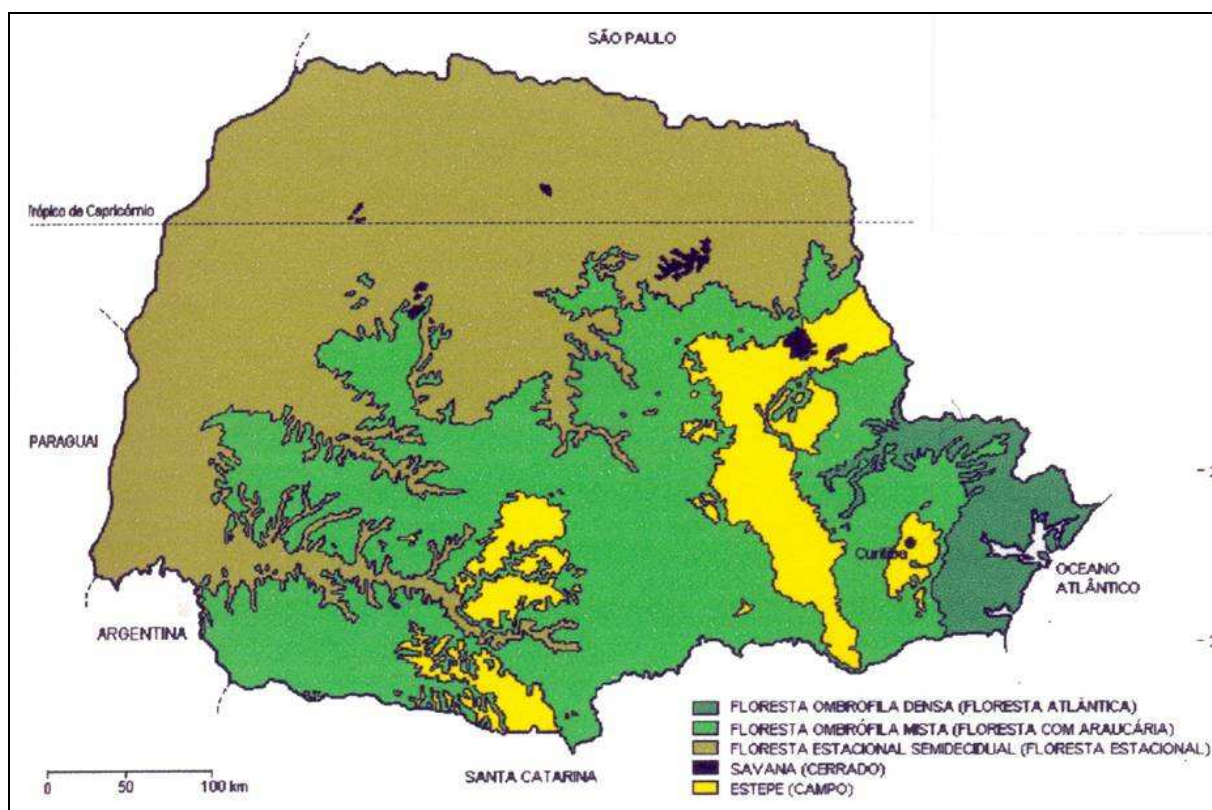 SÃO PAULO
Trópico de Capricórnio
PARAGUAI
Curitiba
OCEANO
ATLÂNTICO
ARGENTINA
SANTA CATARINA
0 50 100 km
FLORESTA OMBRÓFILA DENSA (FLORESTA ATLÂNTICA)
FLORESTA OMBRÓFILA MISTA (FLORESTA COM ARAUCÁRIA)
FLORESTA ESTACIONAL SEMIDECIDUAL (FLORESTA ESTACIONAL)
SAVANA (CERRADO)
ESTEPE (CAMPO)